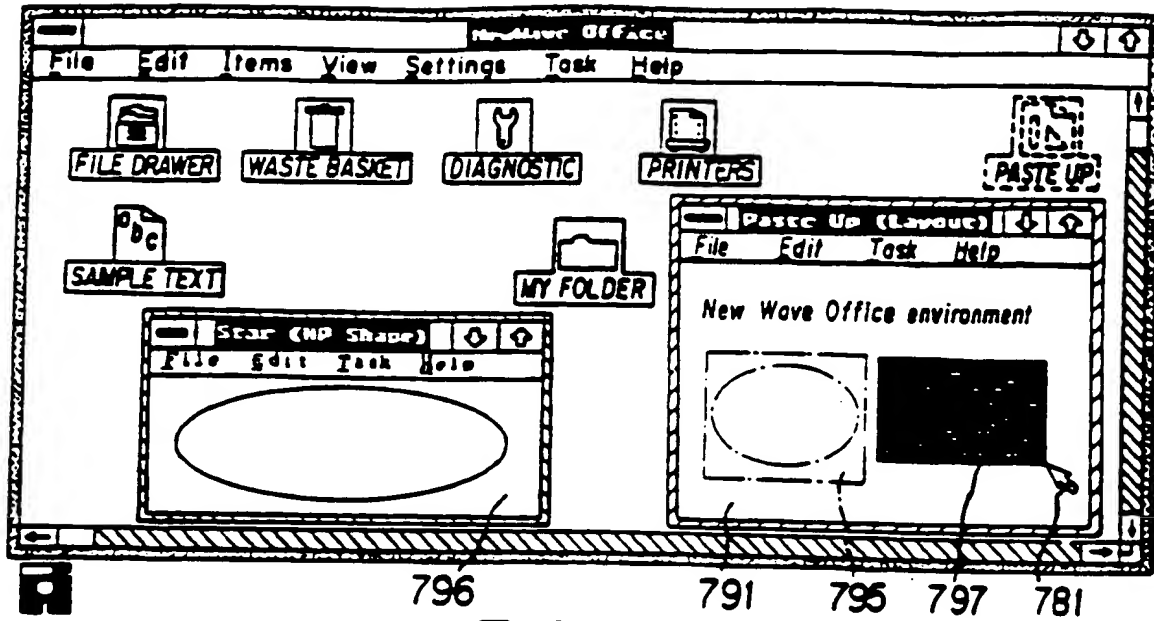 NewWave Office
File Edit Items View Settings Task Help
FILE DRAWER WASTE BASKET DIAGNOSTIC PRINTERS PASTE UP
abc
SAMPLE TEXT MY FOLDER
Paste Up (Layout)
File Edit Task Help
New Wave Office environment
Star (HP Shape)
File Edit Task Help
796 791 795 797 781